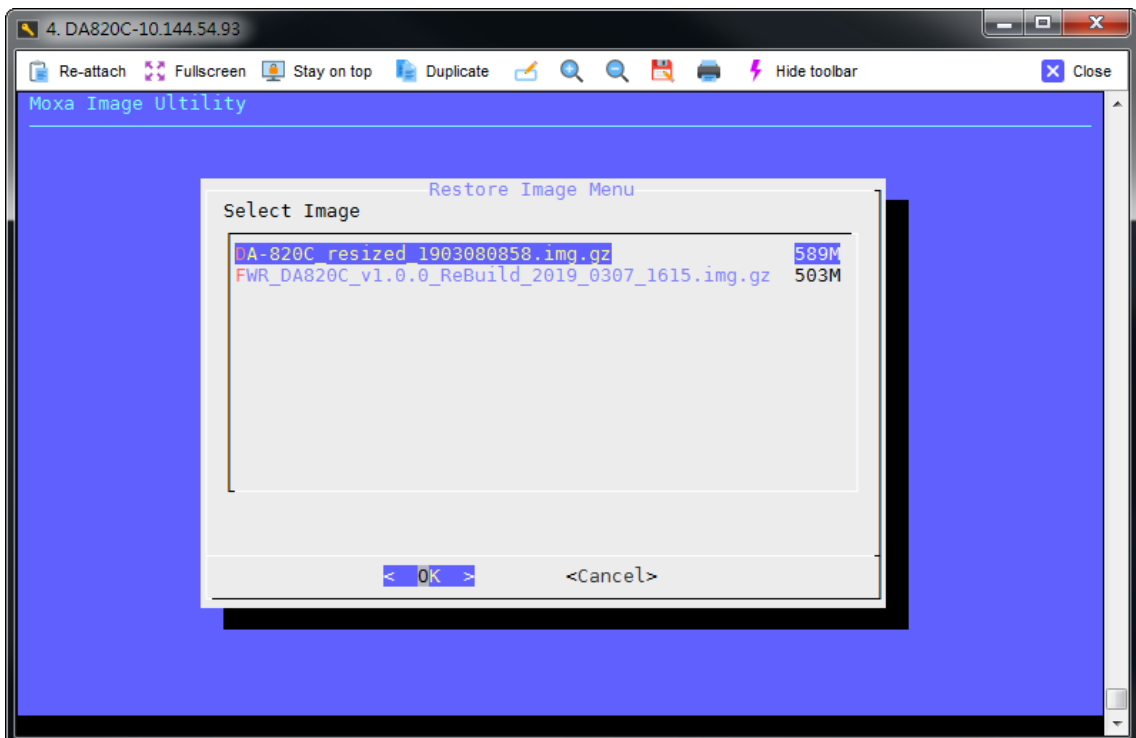 4. DA820C-10.144.54.93
Re-attach Fullscreen Stay on top Duplicate Hide toolbar Close
Moxa Image Ultility
Restore Image Menu
Select Image
DA-820C_resized_1903080858.img.gz 589M
FWR_DA820C_v1.0.0_ReBuild_2019_0307_1615.img.gz 503M
< OK > <Cancel>